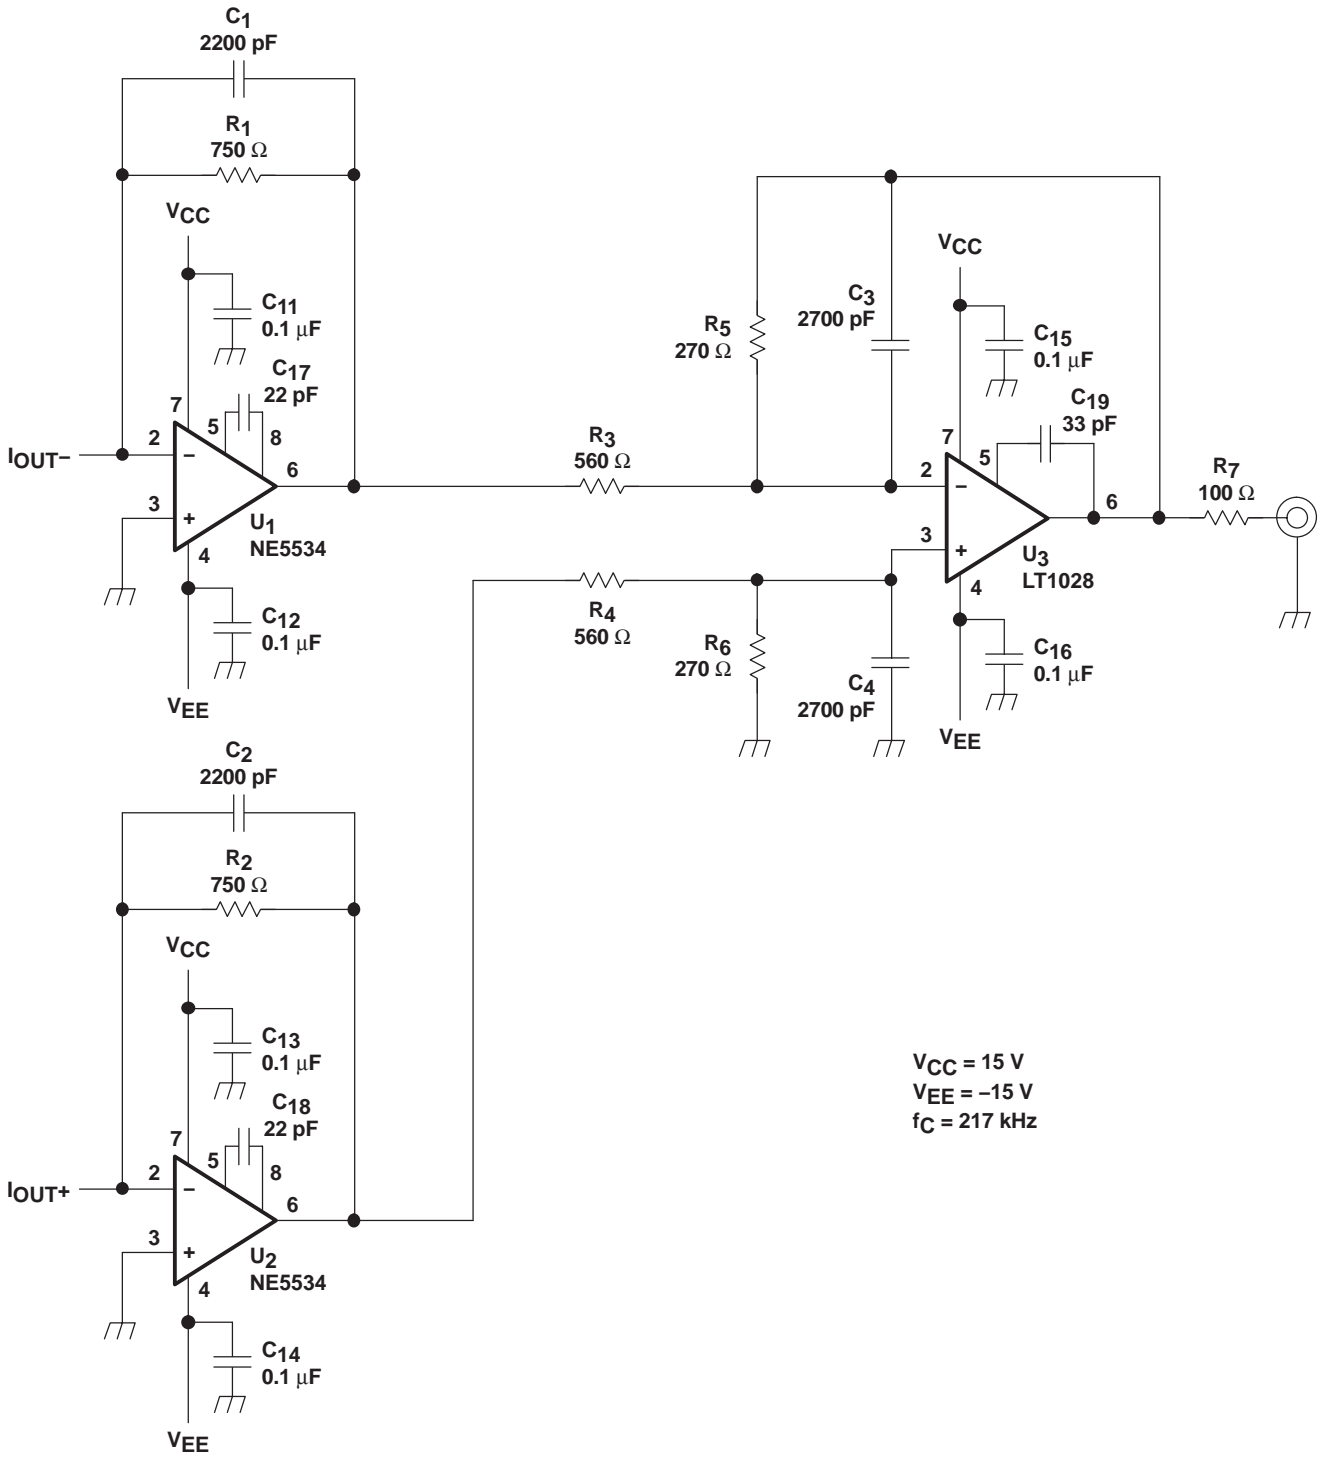 C1
2200 pF
R1
750 Ω
VCC
C11
0.1 μF
C17
22 pF
7
5
8
2
6
IOUT–
–
3
+
U1
NE5534
4
C12
0.1 μF
VEE
R3
560 Ω
R5
270 Ω
C3
2700 pF
VCC
C15
0.1 μF
C19
33 pF
7
5
2
6
–
3
+
U3
LT1028
4
R7
100 Ω
R4
560 Ω
R6
270 Ω
C4
2700 pF
C16
0.1 μF
VEE
C2
2200 pF
R2
750 Ω
VCC
C13
0.1 μF
C18
22 pF
7
5
8
2
6
IOUT+
–
3
+
U2
NE5534
4
C14
0.1 μF
VEE
VCC = 15 V
VEE = –15 V
fC = 217 kHz